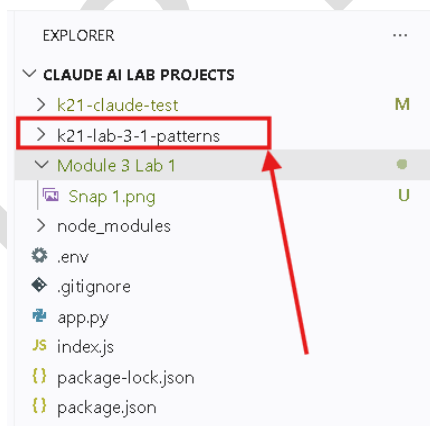 EXPLORER ...
CLAUDE AI LAB PROJECTS
k21-claude-test M
k21-lab-3-1-patterns
Module 3 Lab 1
Snap 1.png U
node_modules
.env
.gitignore
app.py
JS index.js
{} package-lock.json
{} package.json